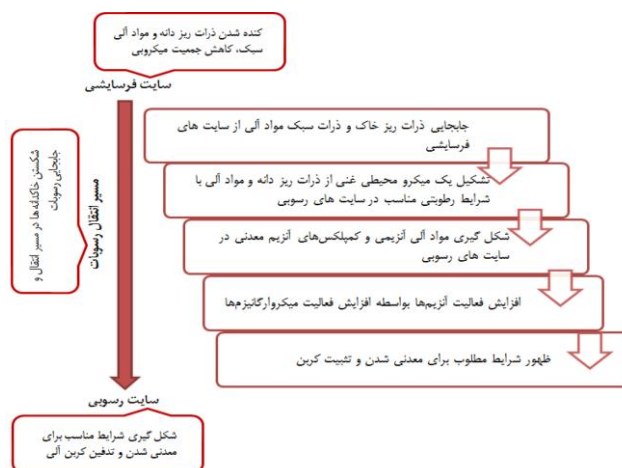 کنده شدن ذرات ریز دانه و مواد آلی
سبک، کاهش جمعیت میکروبی
سایت فرسایشی
جابجایی ذرات ریز خاک و ذرات سبک مواد آلی از سایت های
فرسایشی
تشکیل یک میکرو محیطی غنی از ذرات ریز دانه و مواد آلی با
شرایط رطوبتی مناسب در سایت های رسوبی
شکل گیری مواد آلی آنزیمی و کمپلکس‌های آنزیم معدنی در
سایت های رسوبی
افزایش فعالیت آنزیم‌ها بواسطه افزایش فعالیت میکروارگانیزم‌ها
ظهور شرایط مطلوب برای معدنی شدن و تثبیت کربن
مسیر انتقال رسوبات
شکستن خاکدانه‌ها در مسیر انتقال و
جابجایی رسوبات
سایت رسوبی
شکل گیری شرایط مناسب برای
معدنی شدن و تدفین کربن آلی